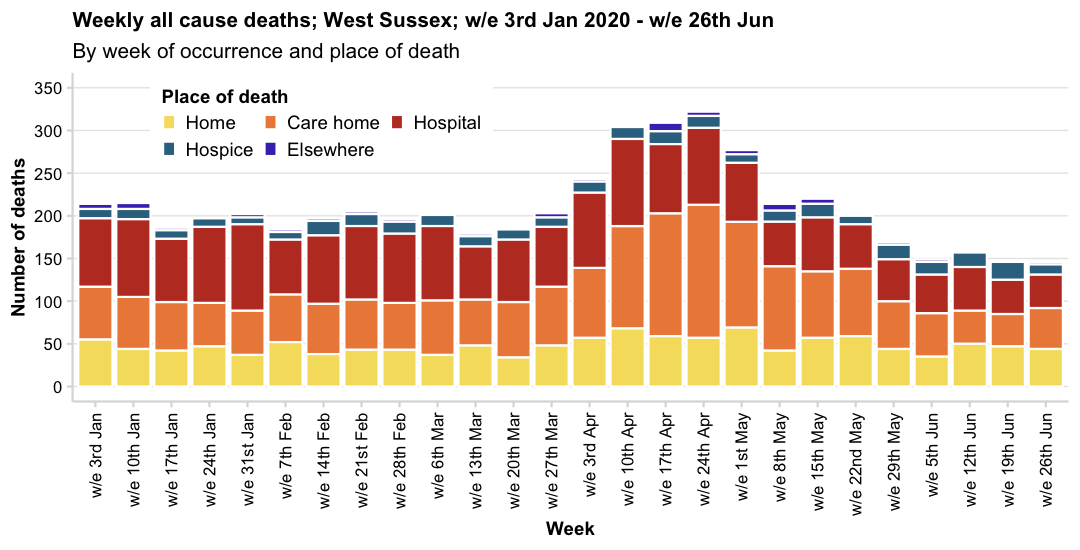 Weekly all cause deaths; West Sussex; w/e 3rd Jan 2020 - w/e 26th Jun
By week of occurrence and place of death
Place of death
Home Care home Hospital
Hospice Elsewhere
Number of deaths
350
300
250
200
150
100
50
0
w/e 3rd Jan
w/e 10th Jan
w/e 17th Jan
w/e 24th Jan
w/e 31st Jan
w/e 7th Feb
w/e 14th Feb
w/e 21st Feb
w/e 28th Feb
w/e 6th Mar
w/e 13th Mar
w/e 20th Mar
w/e 27th Mar
w/e 3rd Apr
w/e 10th Apr
w/e 17th Apr
w/e 24th Apr
w/e 1st May
w/e 8th May
w/e 15th May
w/e 22nd May
w/e 29th May
w/e 5th Jun
w/e 12th Jun
w/e 19th Jun
w/e 26th Jun
Week